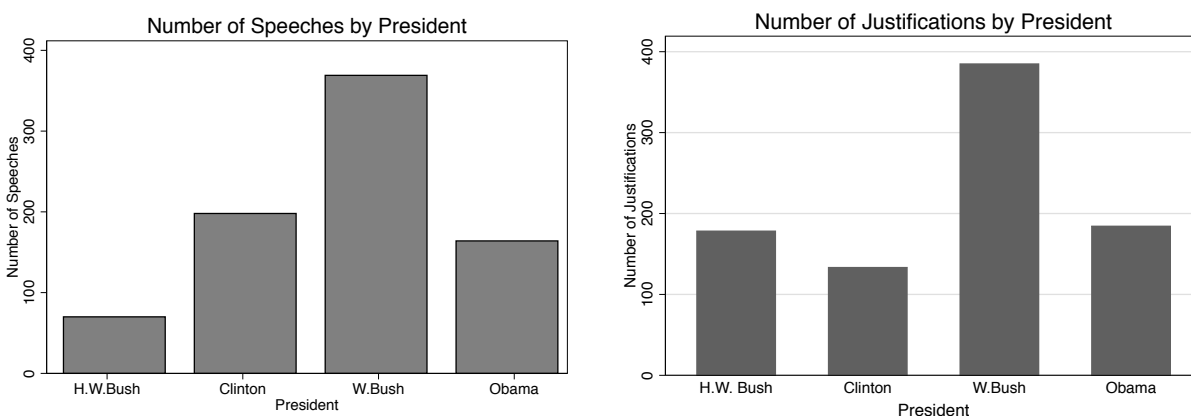 Number of Speeches by President
400
300
200
100
0
Number of Speeches
H.W.Bush Clinton W.Bush Obama
President
Number of Justifications by President
400
300
200
100
0
Number of Justifications
H.W. Bush Clinton W.Bush Obama
President